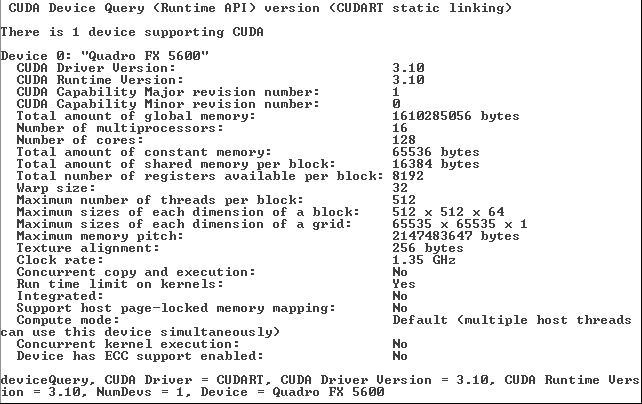 CUDA Device Query (Runtime API) version (CUDART static linking)
There is 1 device supporting CUDA
Device 0: "Quadro FX 5600"
CUDA Driver Version: 3.10
CUDA Runtime Version: 3.10
CUDA Capability Major revision number: 1
CUDA Capability Minor revision number: 0
Total amount of global memory: 1610285056 bytes
Number of multiprocessors: 16
Number of cores: 128
Total amount of constant memory: 65536 bytes
Total amount of shared memory per block: 16384 bytes
Total number of registers available per block: 8192
Warp size: 32
Maximum number of threads per block: 512
Maximum sizes of each dimension of a block: 512 x 512 x 64
Maximum sizes of each dimension of a grid: 65535 x 65535 x 1
Maximum memory pitch: 2147483647 bytes
Texture alignment: 256 bytes
Clock rate: 1.35 GHz
Concurrent copy and execution: No
Run time limit on kernels: Yes
Integrated: No
Support host page-locked memory mapping: No
Compute mode: Default (multiple host threads
can use this device simultaneously)
Concurrent kernel execution: No
Device has ECC support enabled: No
deviceQuery, CUDA Driver = CUDART, CUDA Driver Version = 3.10, CUDA Runtime Vers
ion = 3.10, NumDevs = 1, Device = Quadro FX 5600